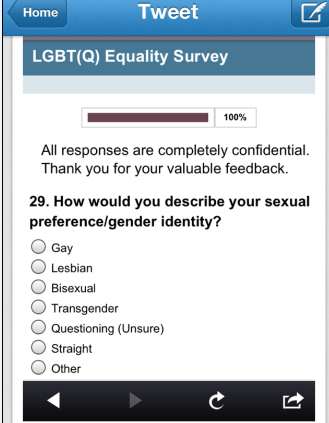 Home
Tweet
LGBT(Q) Equality Survey
100%
All responses are completely confidential.
Thank you for your valuable feedback.
29. How would you describe your sexual
preference/gender identity?
Gay
Lesbian
Bisexual
Transgender
Questioning (Unsure)
Straight
Other